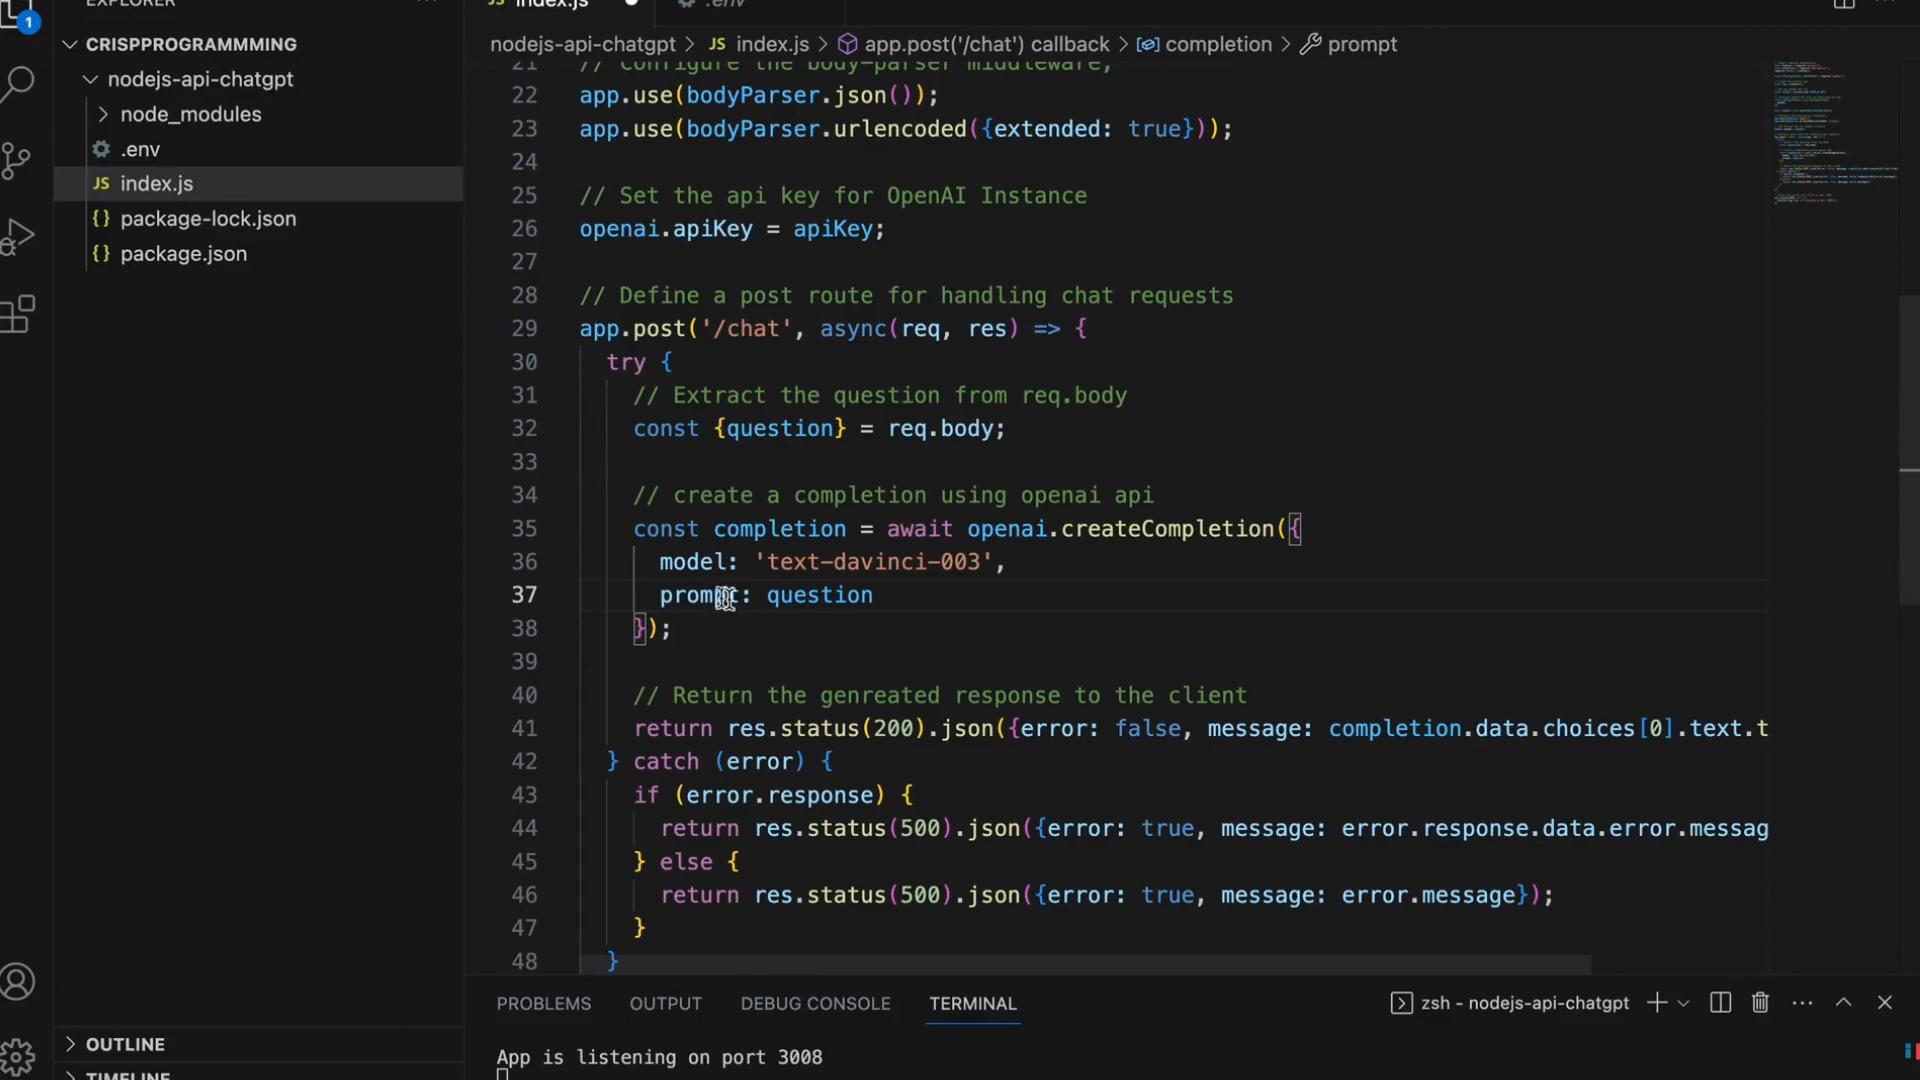 EXPLORER
index.js
.env
1
CRISPPROGRAMMMING
nodejs-api-chatgpt
node_modules
.env
index.js
package-lock.json
package.json
OUTLINE
TIMELINE
nodejs-api-chatgpt > JS index.js > app.post('/chat') callback > completion > prompt
21 // Configure the body-parser middleware,
22 app.use(bodyParser.json());
23 app.use(bodyParser.urlencoded({extended: true}));
24
25 // Set the api key for OpenAI Instance
26 openai.apiKey = apiKey;
27
28 // Define a post route for handling chat requests
29 app.post('/chat', async(req, res) => {
30 try {
31 // Extract the question from req.body
32 const {question} = req.body;
33
34 // create a completion using openai api
35 const completion = await openai.createCompletion({
36 model: 'text-davinci-003',
37 prompt: question
38 });
39
40 // Return the genreated response to the client
41 return res.status(200).json({error: false, message: completion.data.choices[0].text.t
42 } catch (error) {
43 if (error.response) {
44 return res.status(500).json({error: true, message: error.response.data.error.messag
45 } else {
46 return res.status(500).json({error: true, message: error.message});
47 }
48 }
PROBLEMS OUTPUT DEBUG CONSOLE TERMINAL
zsh - nodejs-api-chatgpt
App is listening on port 3008